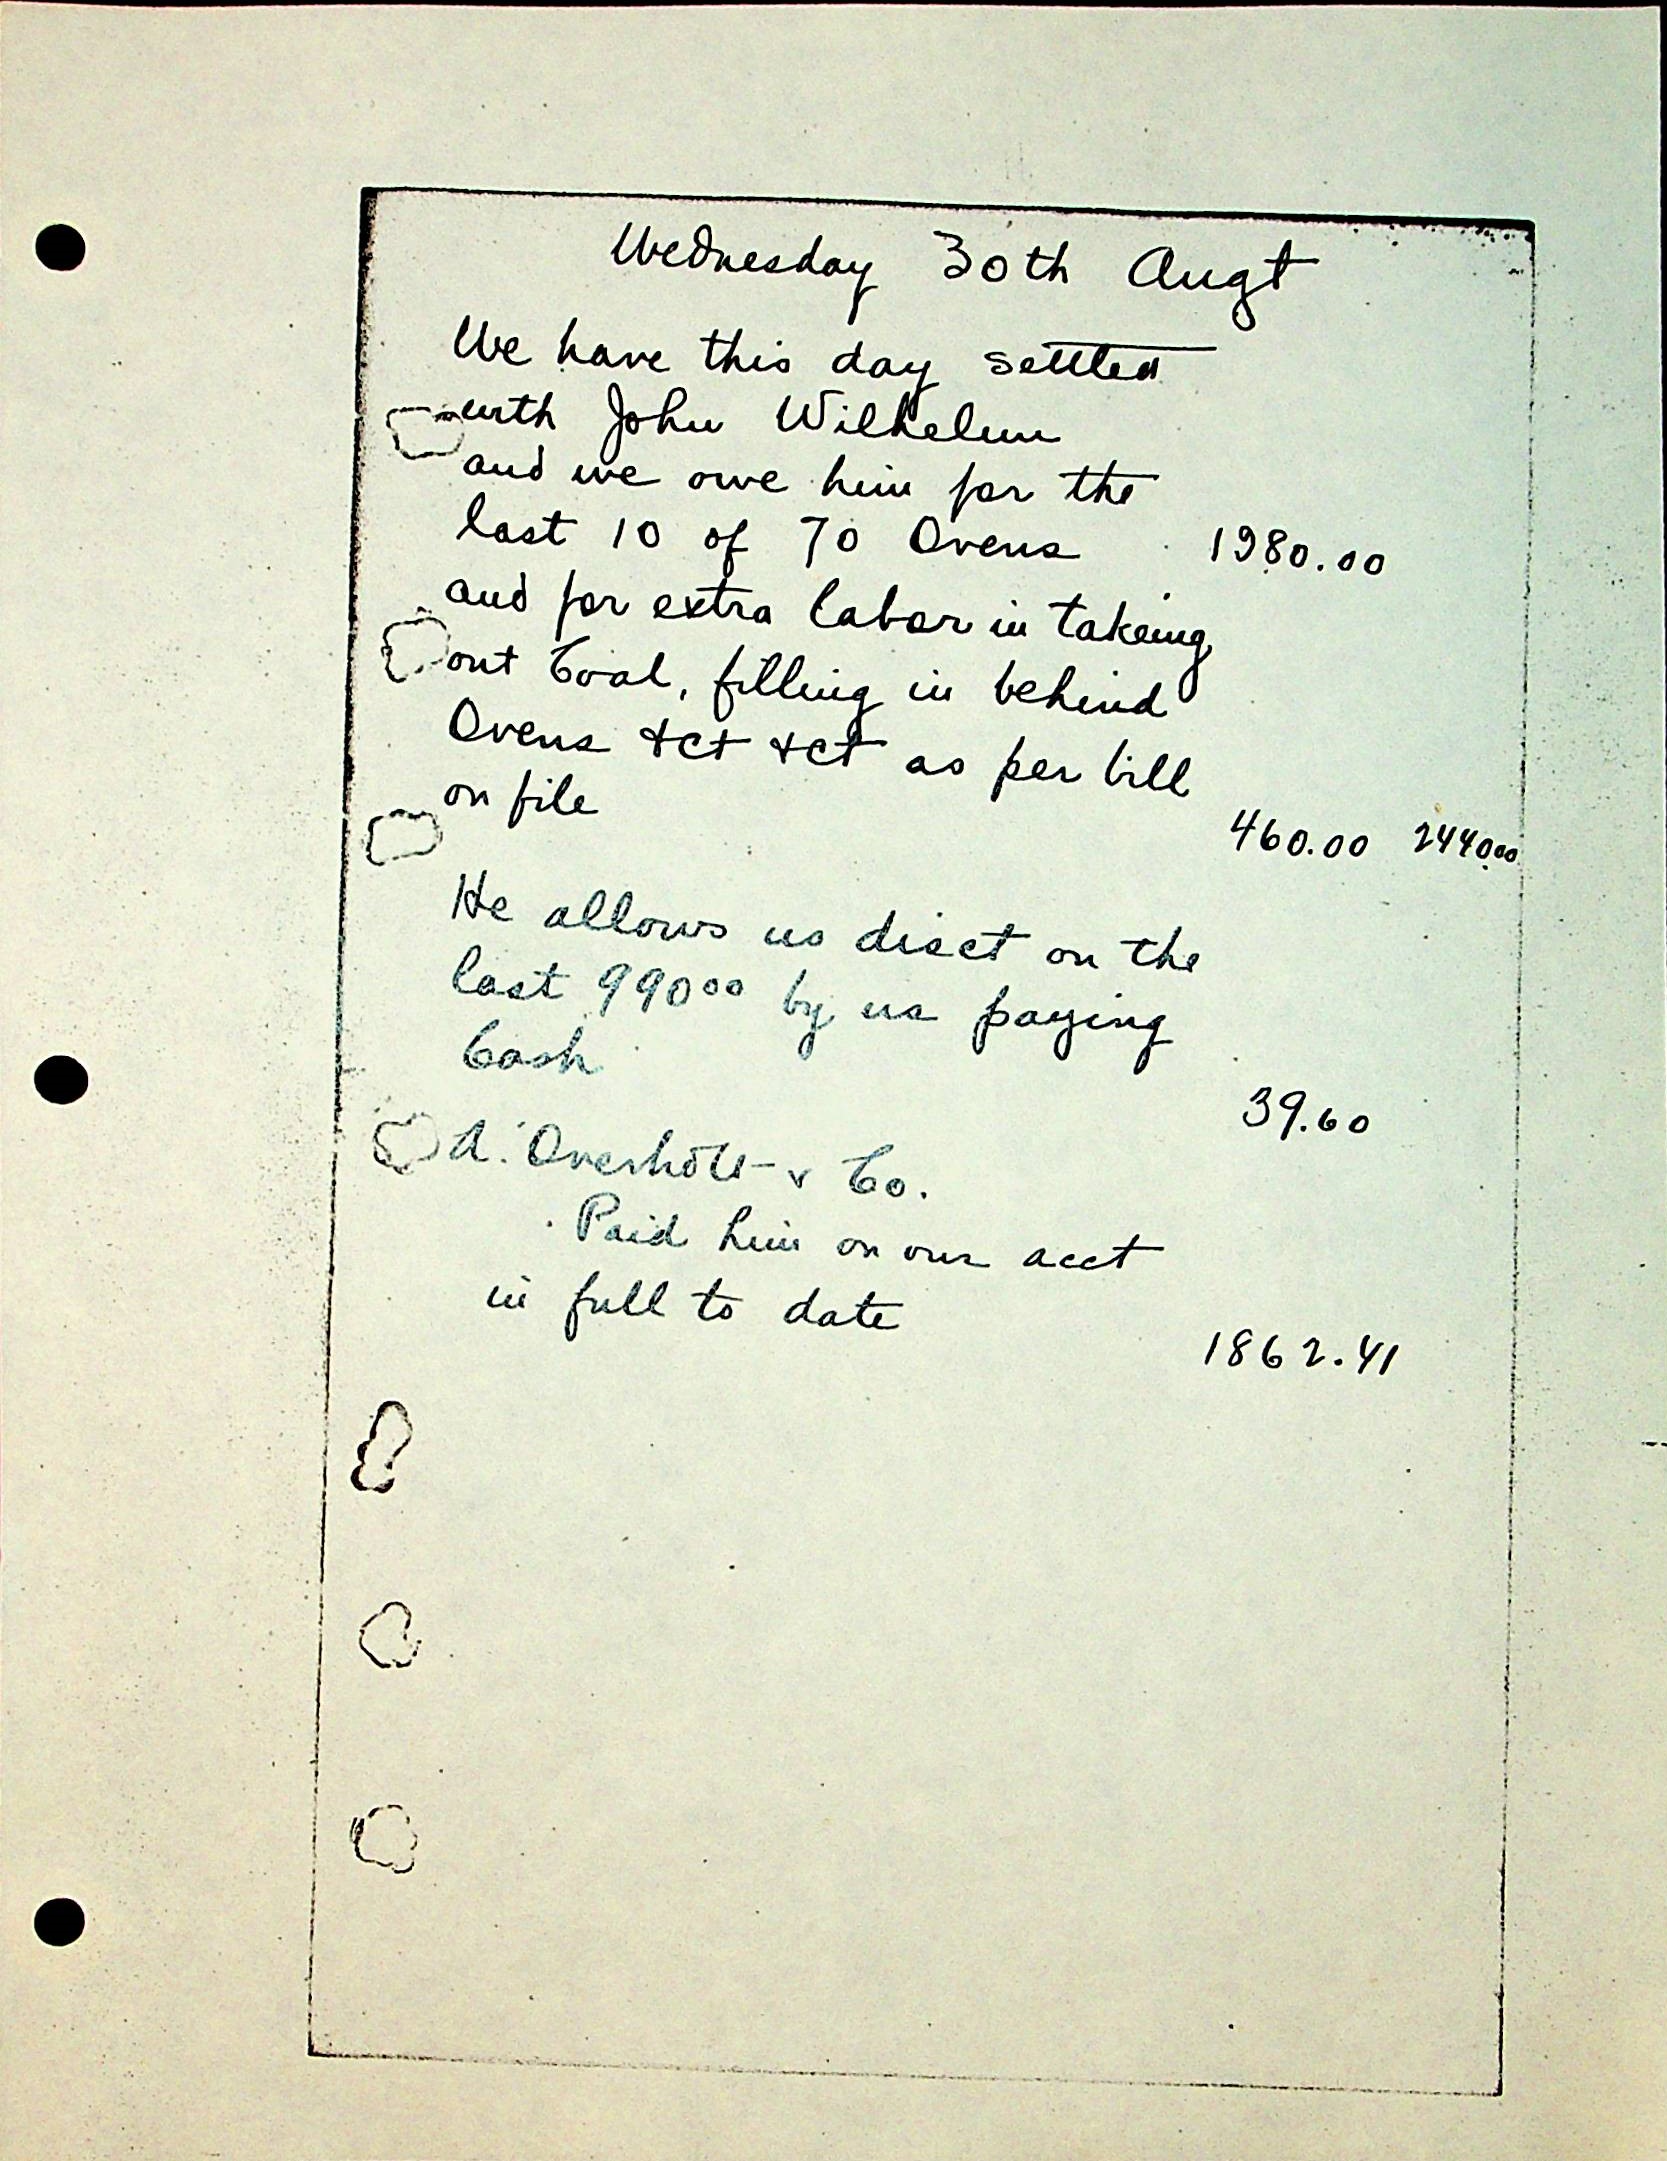 Wednesday 30th Augt
We have this day settled
with John Wilhelm
and we owe him for the
last 10 of 70 Ovens 1980.00
and for extra labor in takeing
out Coal, filling in behind
Ovens &ct &ct as per bill
on file
460.00 2440.00
He allows us disct on the
last 990.00 by us paying
Cash
39.60
A. Overholt & Co.
Paid him on our acct
in full to date
1862.41